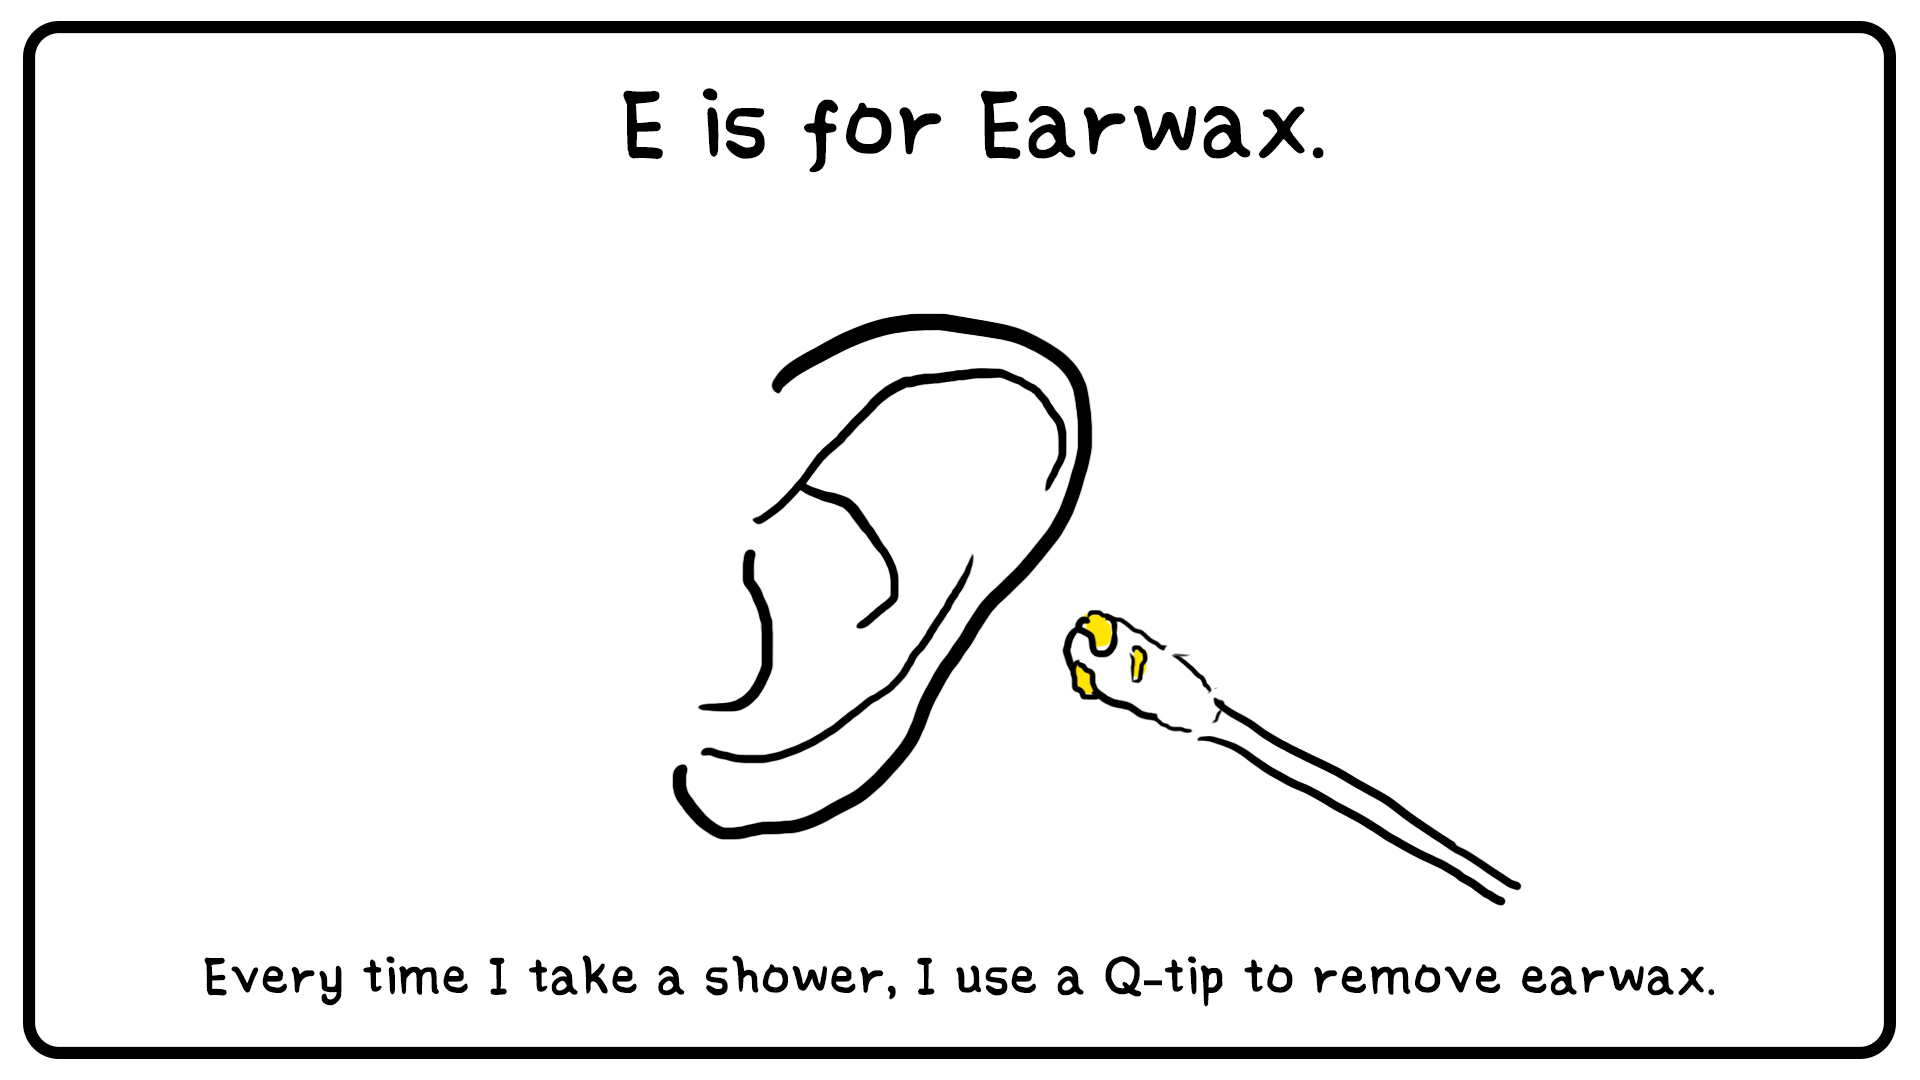 E is for Earwax.
Every time I take a shower, I use a Q-tip to remove earwax.